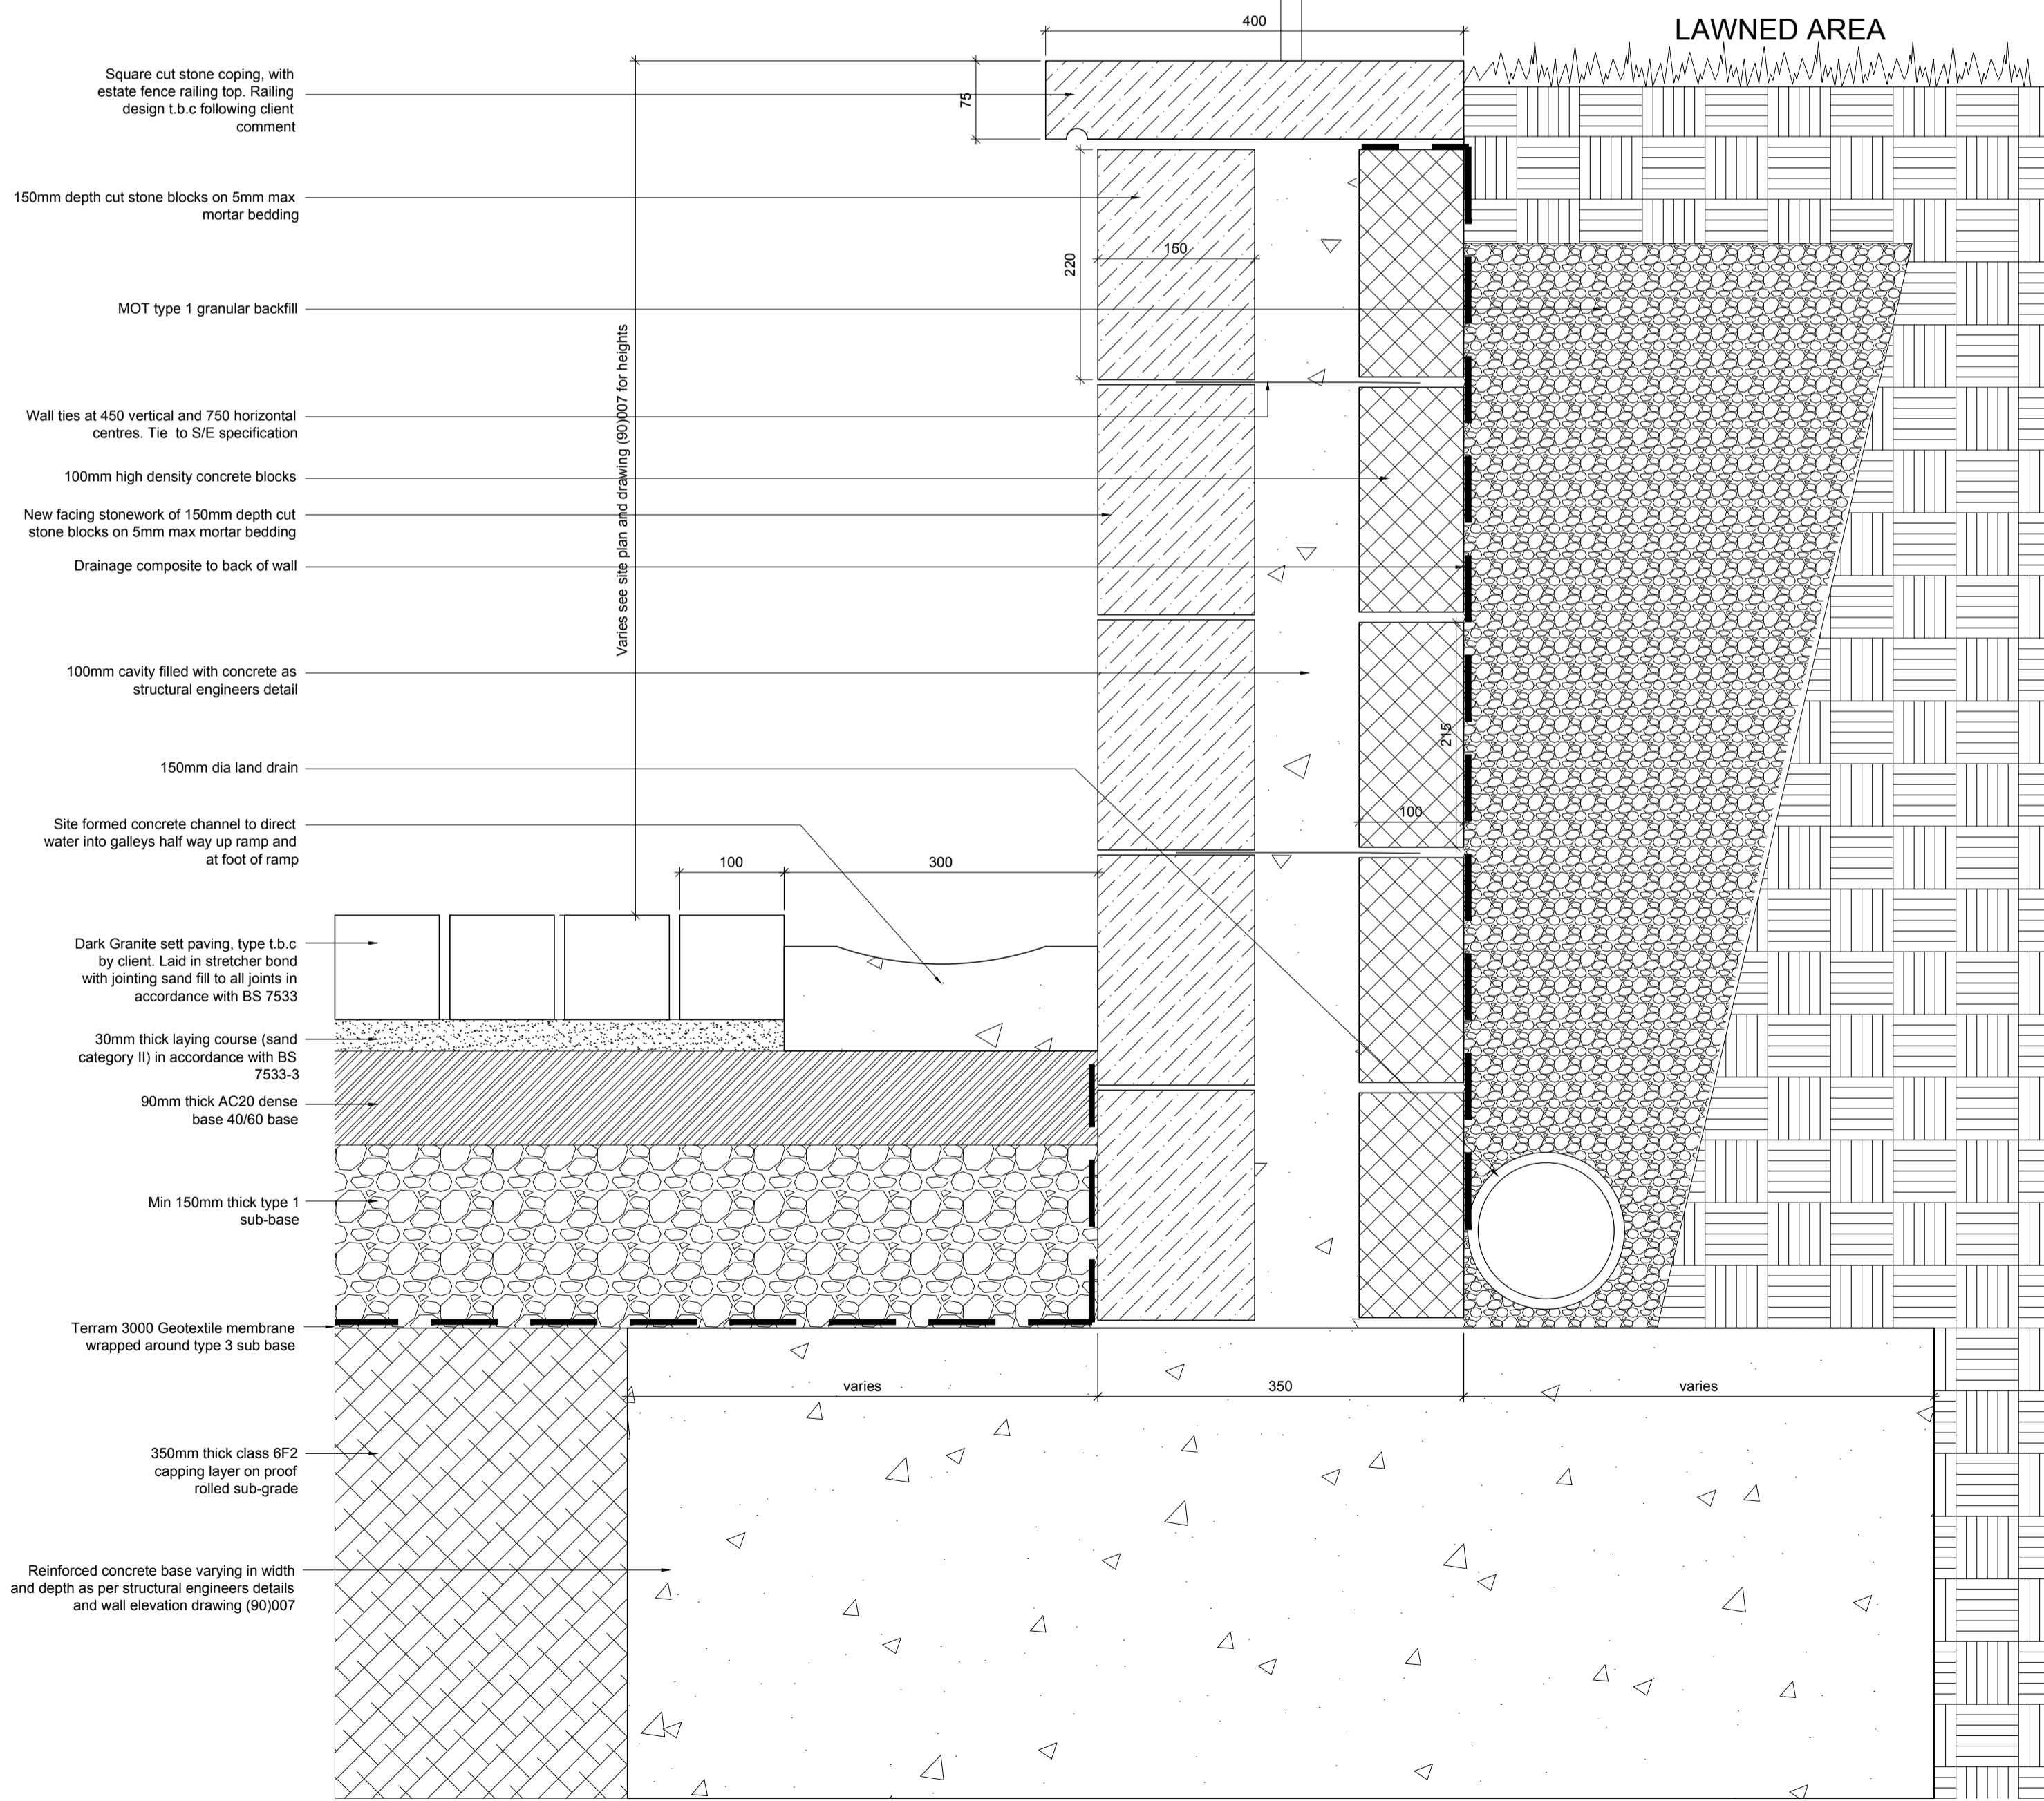 LAWNED AREA
400
Square cut stone coping, with
estate fence railing top. Railing
design t.b.c following client
comment
75
150mm depth cut stone blocks on 5mm max
mortar bedding
150
220
MOT type 1 granular backfill
Varies see site plan and drawing (90)007 for heights
Wall ties at 450 vertical and 750 horizontal
centres. Tie to S/E specification
100mm high density concrete blocks
New facing stonework of 150mm depth cut
stone blocks on 5mm max mortar bedding
Drainage composite to back of wall
100mm cavity filled with concrete as
structural engineers detail
215
150mm dia land drain
100
Site formed concrete channel to direct
water into galleys half way up ramp and
at foot of ramp
100
300
Dark Granite sett paving, type t.b.c
by client. Laid in stretcher bond
with jointing sand fill to all joints in
accordance with BS 7533
30mm thick laying course (sand
category II) in accordance with BS
7533-3
90mm thick AC20 dense
base 40/60 base
Min 150mm thick type 1
sub-base
Terram 3000 Geotextile membrane
wrapped around type 3 sub base
varies
350
varies
350mm thick class 6F2
capping layer on proof
rolled sub-grade
Reinforced concrete base varying in width
and depth as per structural engineers details
and wall elevation drawing (90)007